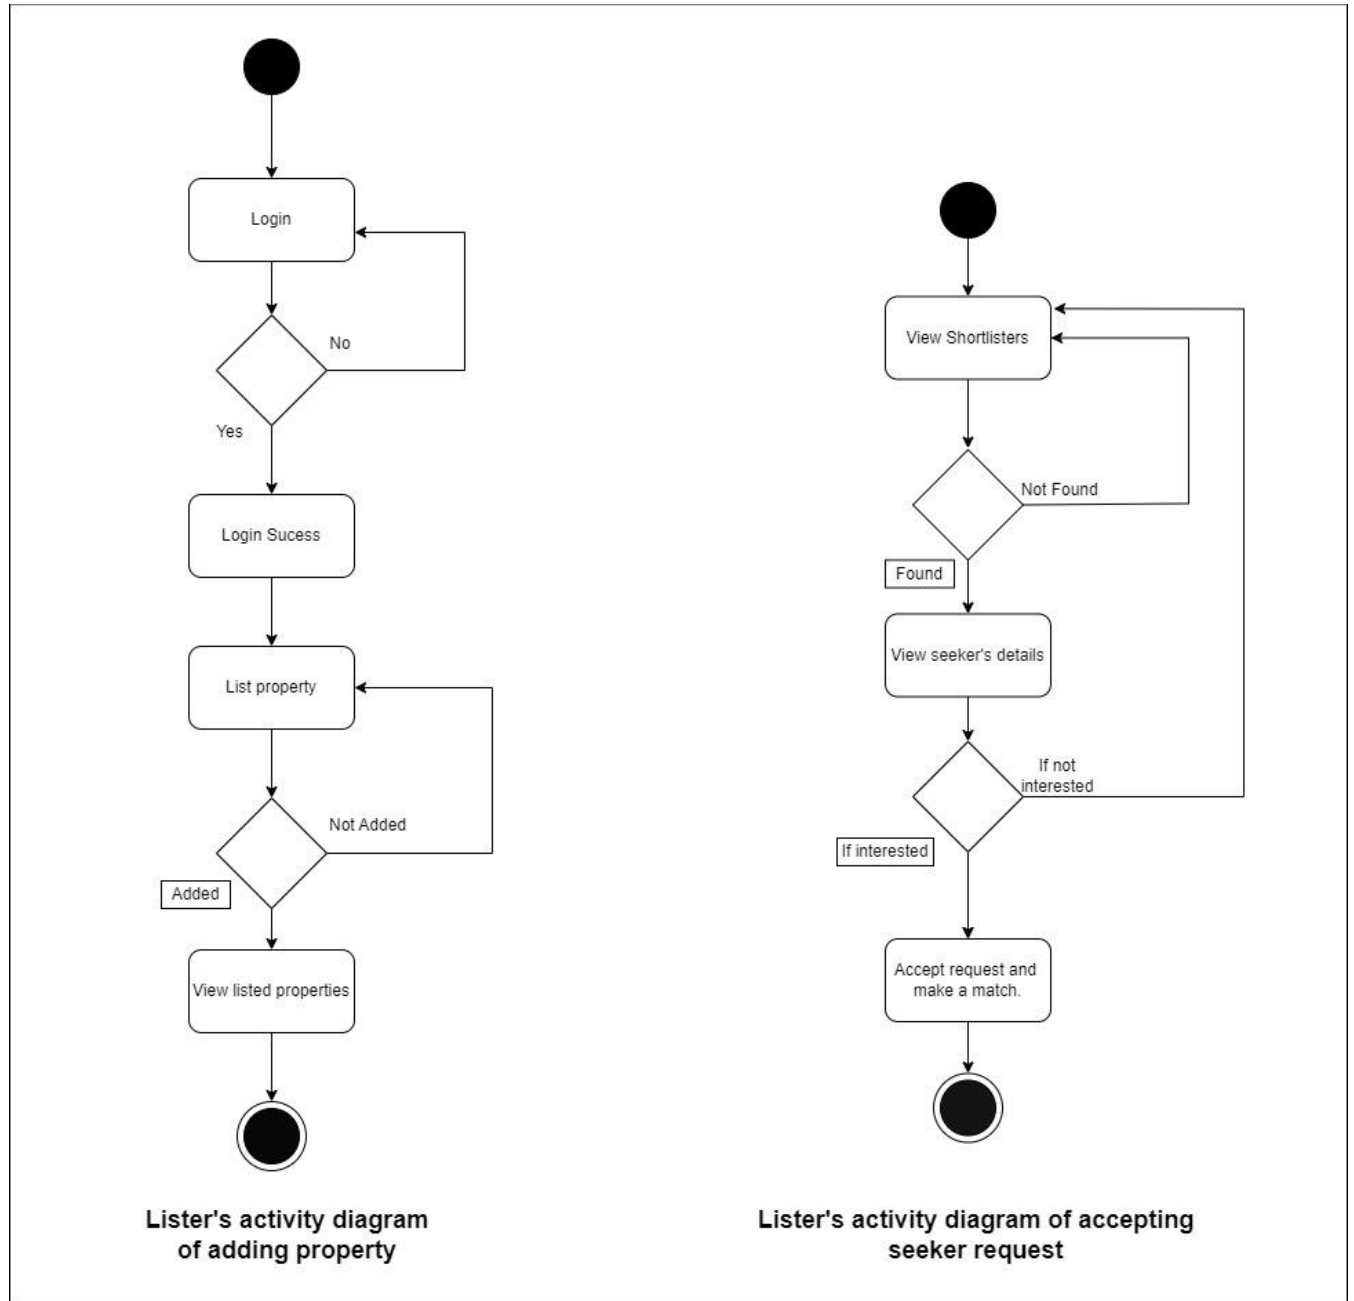 Login
No
Yes
Login Sucess
List property
Not Added
Added
View listed properties
Lister's activity diagram
of adding property
View Shortlisters
Not Found
Found
View seeker's details
If not
interested
If interested
Accept request and
make a match.
Lister's activity diagram of accepting
seeker request